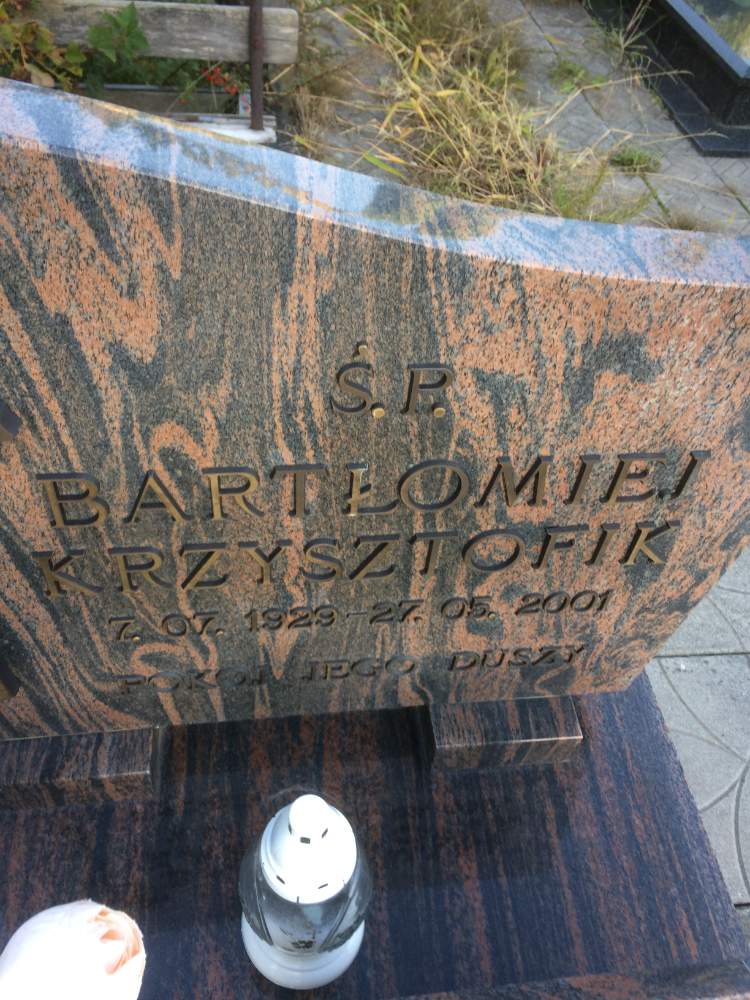 Ś.P.
BARTŁOMIEJ
KRZYSZTOFIK
7. 07. 1929 - 27. 05. 2001
POKÓJ JEGO DUSZY